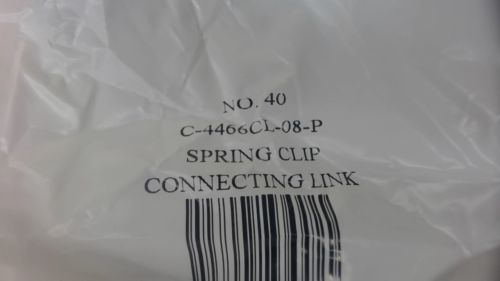 NO. 40
C-4466CL-08-P
SPRING CLIP
CONNECTING LINK